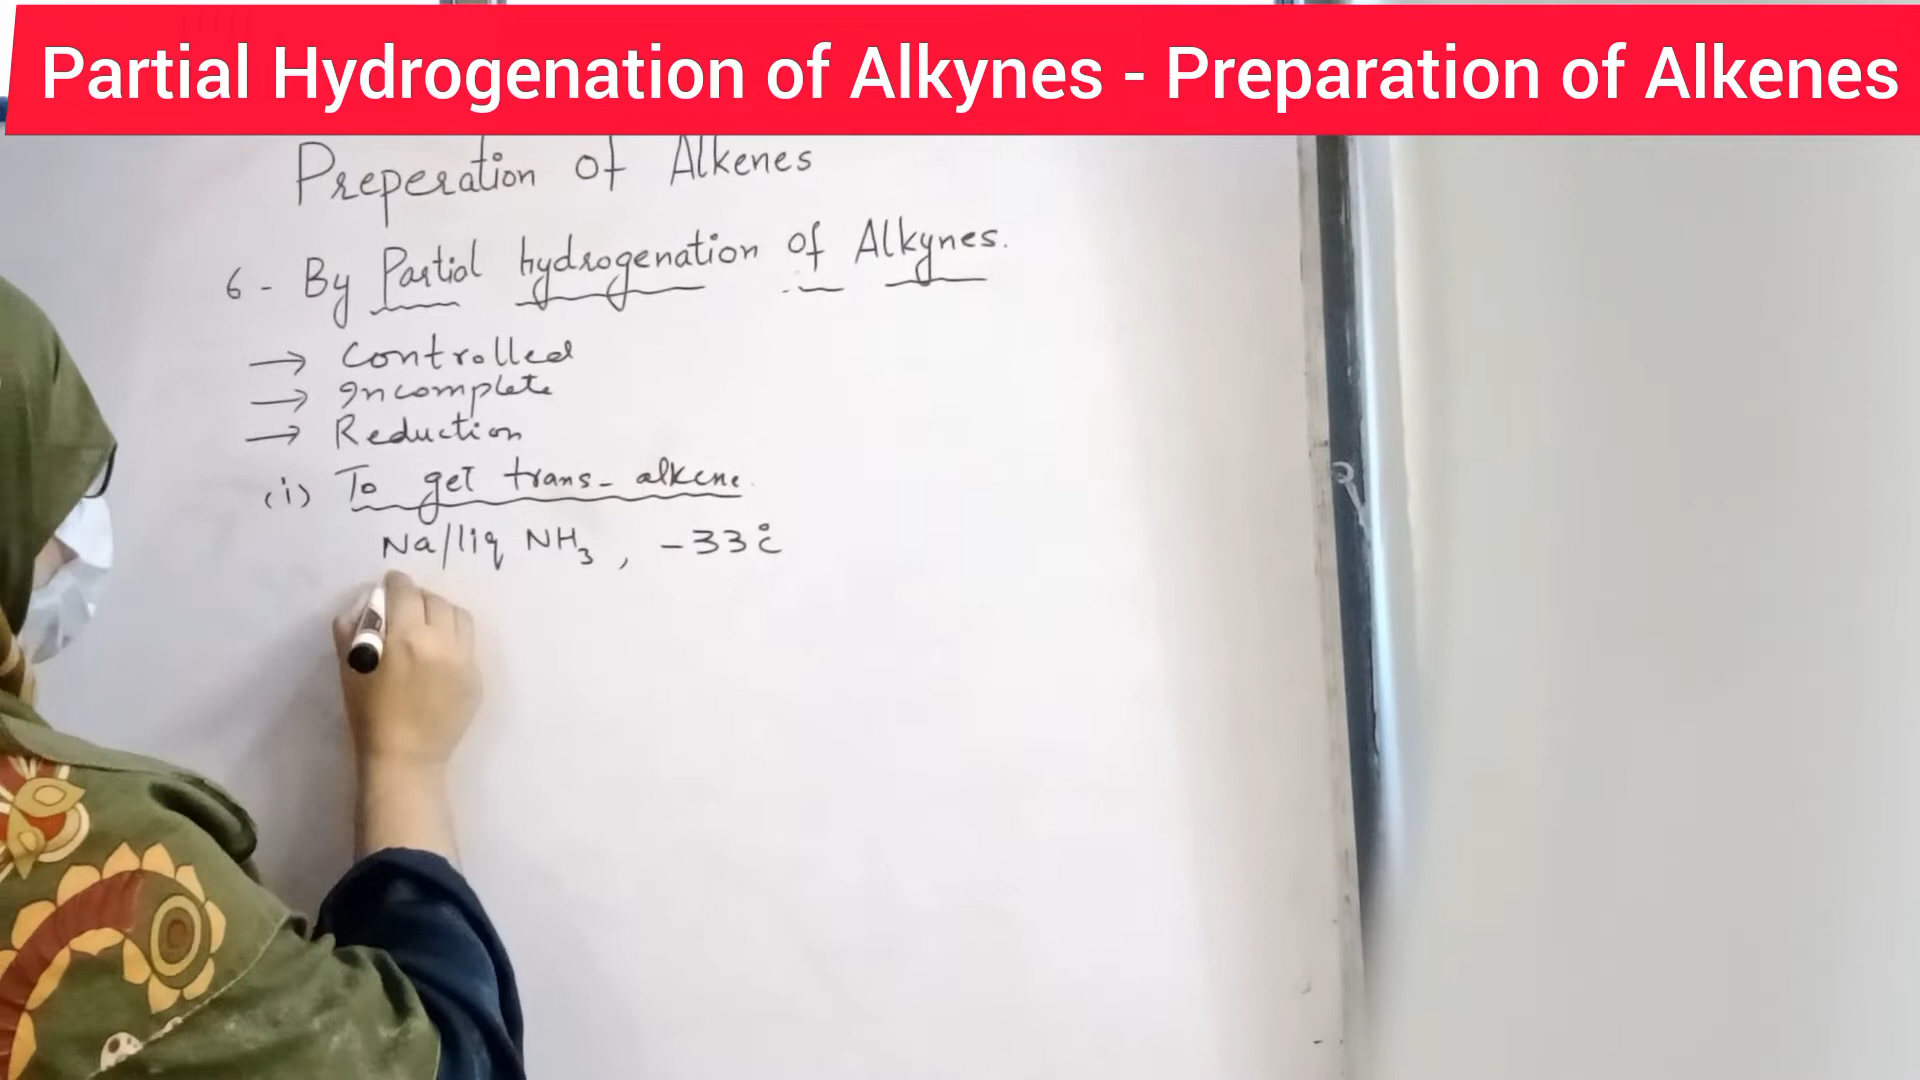 Partial Hydrogenation of Alkynes - Preparation of Alkenes
Preperation of Alkenes
6 - By Partial hydrogenation of Alkynes.
→ Controlled
→ Incomplete
→ Reduction
(i) To get trans-alkene.
Na/liq NH₃, -33°C